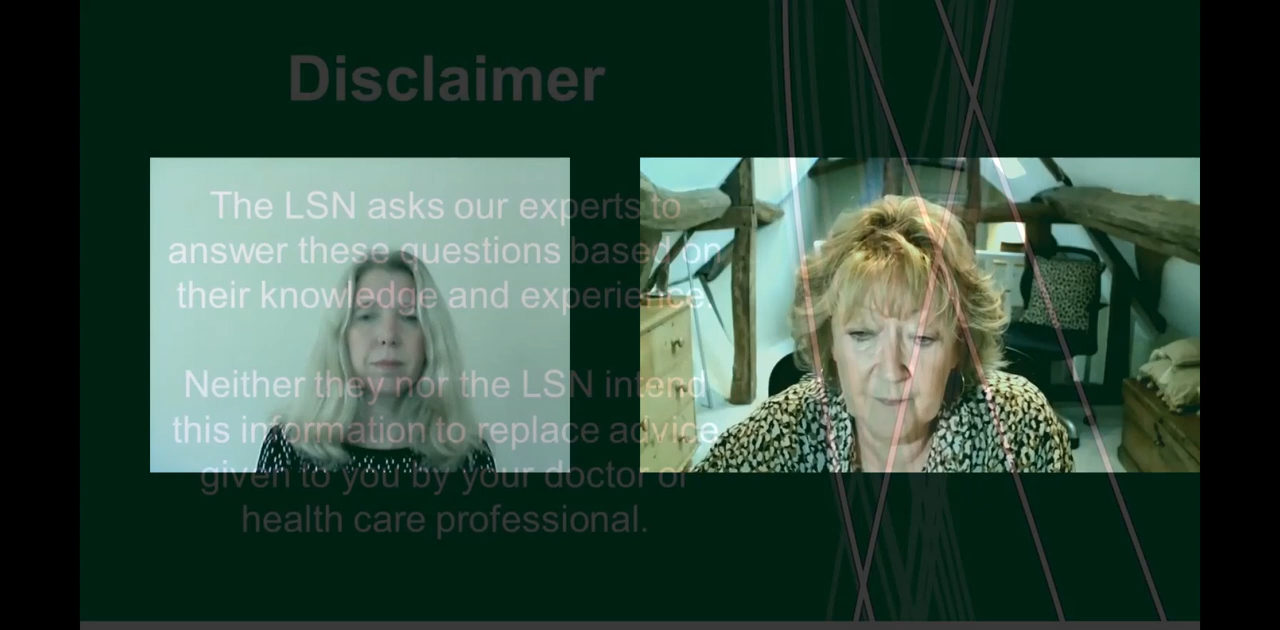 Disclaimer
The LSN asks our experts to
answer these questions based on
their knowledge and experience.
Neither they nor the LSN intend
this information to replace advice
given to you by your doctor or
health care professional.